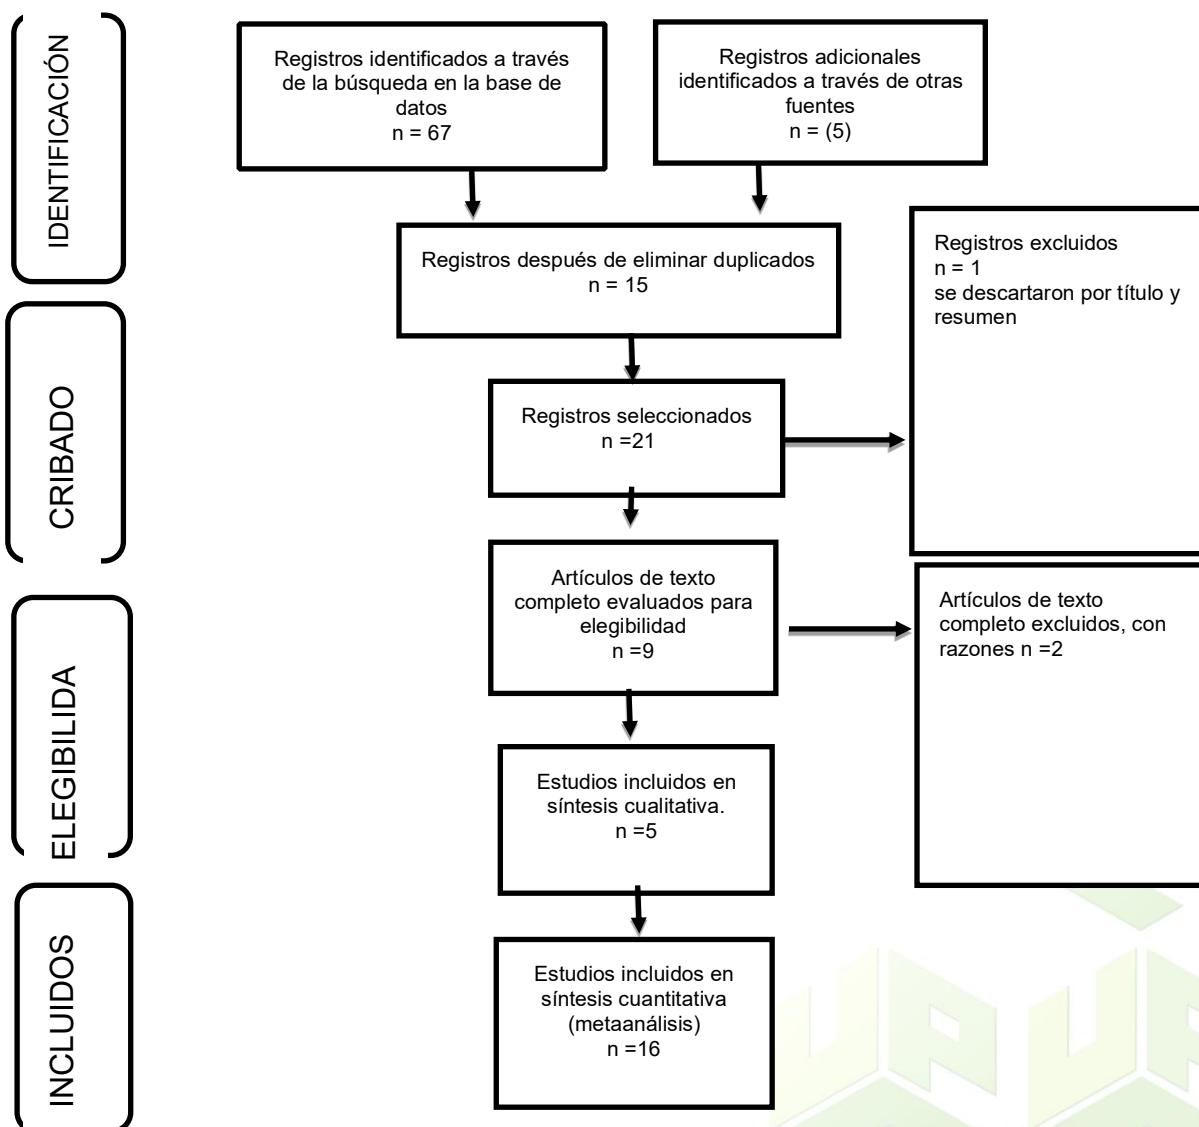 IDENTIFICACIÓN
Registros identificados a través
de la búsqueda en la base de
datos
n = 67
Registros adicionales
identificados a través de otras
fuentes
n = (5)
Registros después de eliminar duplicados
n = 15
Registros excluidos
n = 1
se descartaron por título y
resumen
CRIBADO
Registros seleccionados
n =21
ELEGIBILIDA
Artículos de texto
completo evaluados para
elegibilidad
n =9
Artículos de texto
completo excluidos, con
razones n =2
Estudios incluidos en
síntesis cualitativa.
n =5
INCLUIDOS
Estudios incluidos en
síntesis cuantitativa
(metaanálisis)
n =16